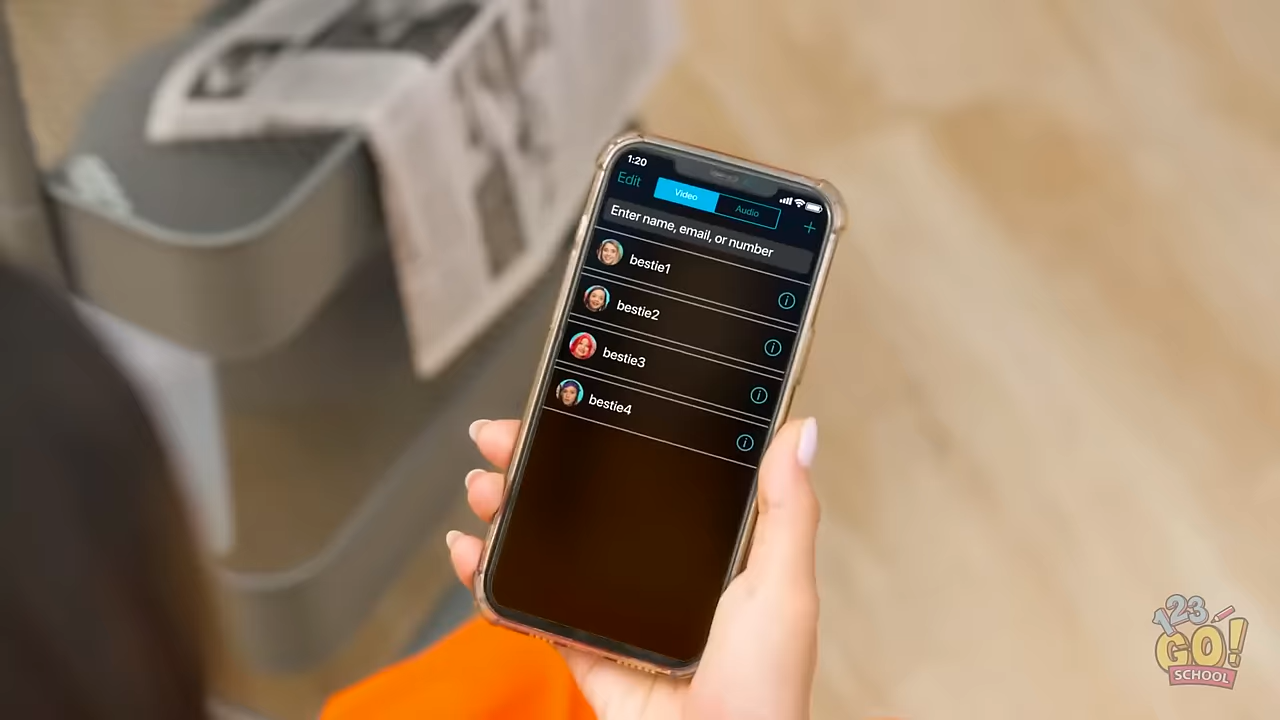 1:20
Edit
Video
Audio
+
Enter name, email, or number
bestie1
bestie2
bestie3
bestie4
123
GO!
SCHOOL